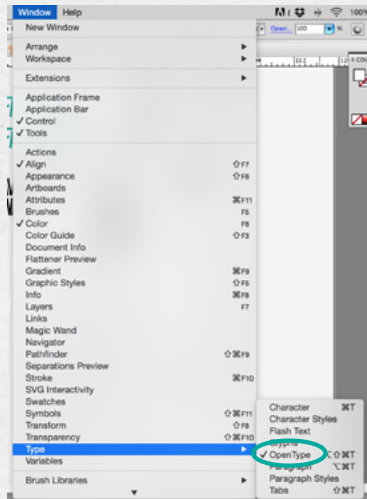 Window Help
100%
New Window
Opaci... 100 %
Arrange
Workspace
Extensions
Application Frame
Application Bar
✓ Control
✓ Tools
Actions
✓ Align ⇧F7
Appearance ⇧F6
Artboards
Attributes ⌘F11
Brushes F5
✓ Color F6
Color Guide ⇧F3
Document Info
Flattener Preview
Gradient ⌘F9
Graphic Styles ⇧F5
Info ⌘F8
Layers F7
Links
Magic Wand
Navigator
Pathfinder ⇧⌘F9
Separations Preview
Stroke ⌘F10
SVG Interactivity
Swatches
Symbols ⇧⌘F11
Transform ⇧F8
Transparency ⇧⌘F10
Type
Variables
Brush Libraries
Character ⌘T
Character Styles
Flash Text
Glyphs
✓ OpenType ⌥⇧⌘T
Paragraph ⌥⌘T
Paragraph Styles
Tabs ⇧⌘T